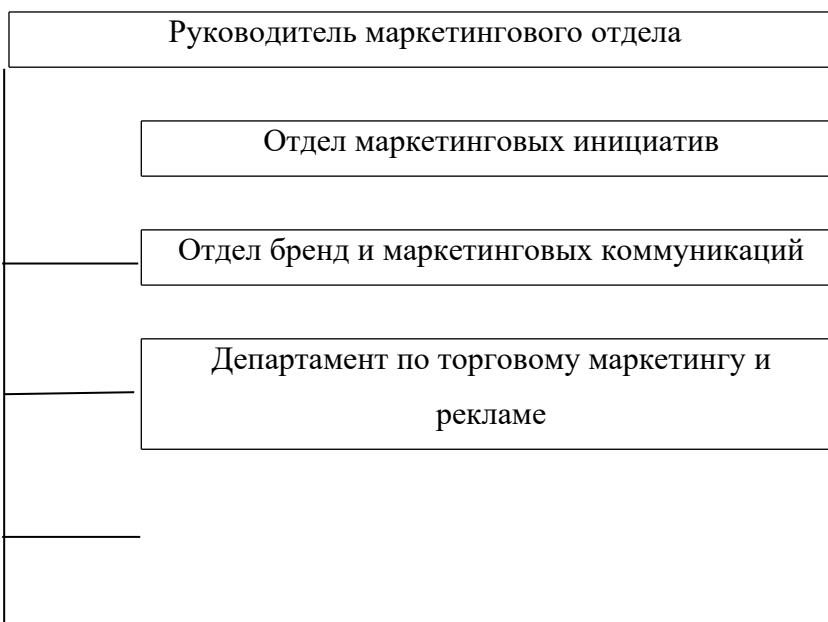 Руководитель маркетингового отдела
Отдел маркетинговых инициатив
Отдел бренд и маркетинговых коммуникаций
Департамент по торговому маркетингу и
рекламе